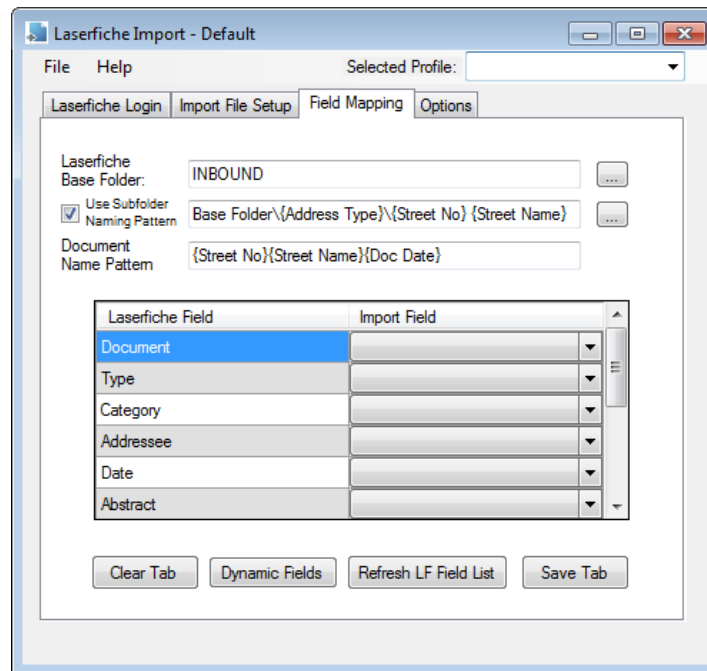 Laserfiche Import - Default
File Help Selected Profile:
Laserfiche Login Import File Setup Field Mapping Options
Laserfiche
Base Folder:
INBOUND
...
Use Subfolder
Naming Pattern
Base Folder\{Address Type}\{Street No} {Street Name}
...
Document
Name Pattern
{Street No}{Street Name}{Doc Date}
Laserfiche Field Import Field
Document
Type
Category
Addressee
Date
Abstract
Clear Tab Dynamic Fields Refresh LF Field List Save Tab